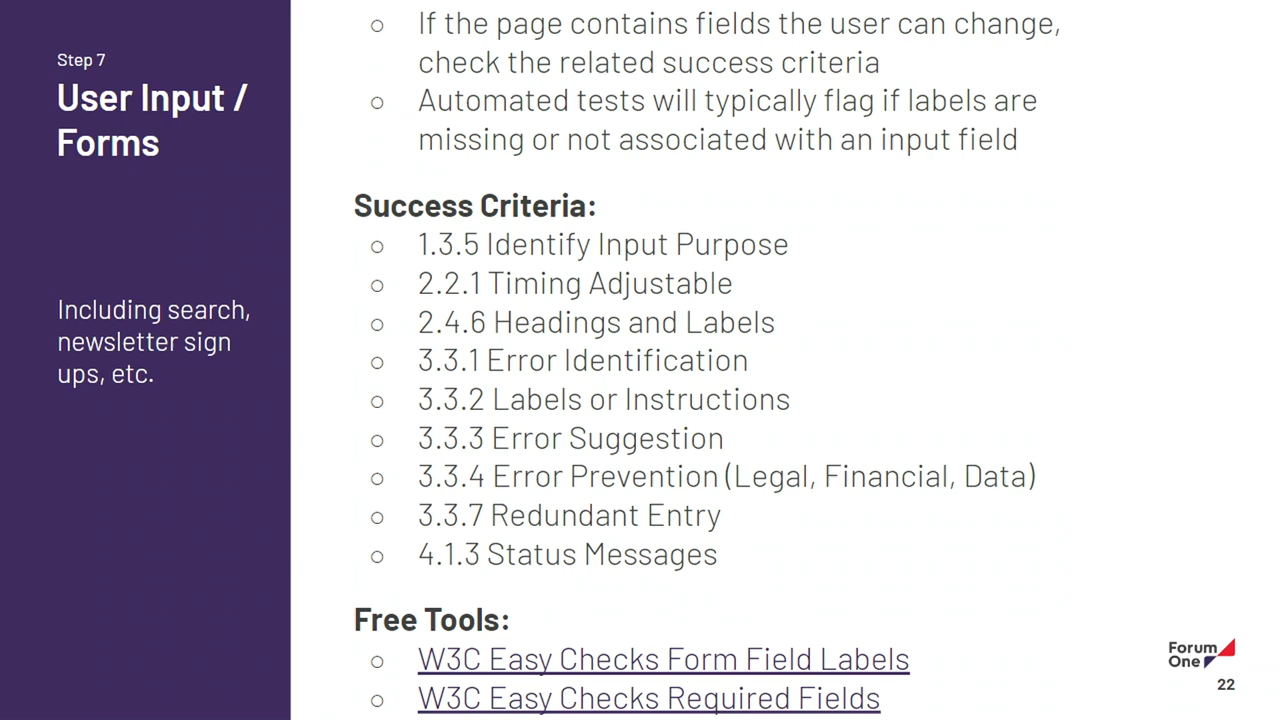 Step 7
User Input /
Forms
Including search,
newsletter sign
ups, etc.
○ If the page contains fields the user can change,
check the related success criteria
○ Automated tests will typically flag if labels are
missing or not associated with an input field
Success Criteria:
○ 1.3.5 Identify Input Purpose
○ 2.2.1 Timing Adjustable
○ 2.4.6 Headings and Labels
○ 3.3.1 Error Identification
○ 3.3.2 Labels or Instructions
○ 3.3.3 Error Suggestion
○ 3.3.4 Error Prevention (Legal, Financial, Data)
○ 3.3.7 Redundant Entry
○ 4.1.3 Status Messages
Free Tools:
○ W3C Easy Checks Form Field Labels
○ W3C Easy Checks Required Fields
Forum
One
22